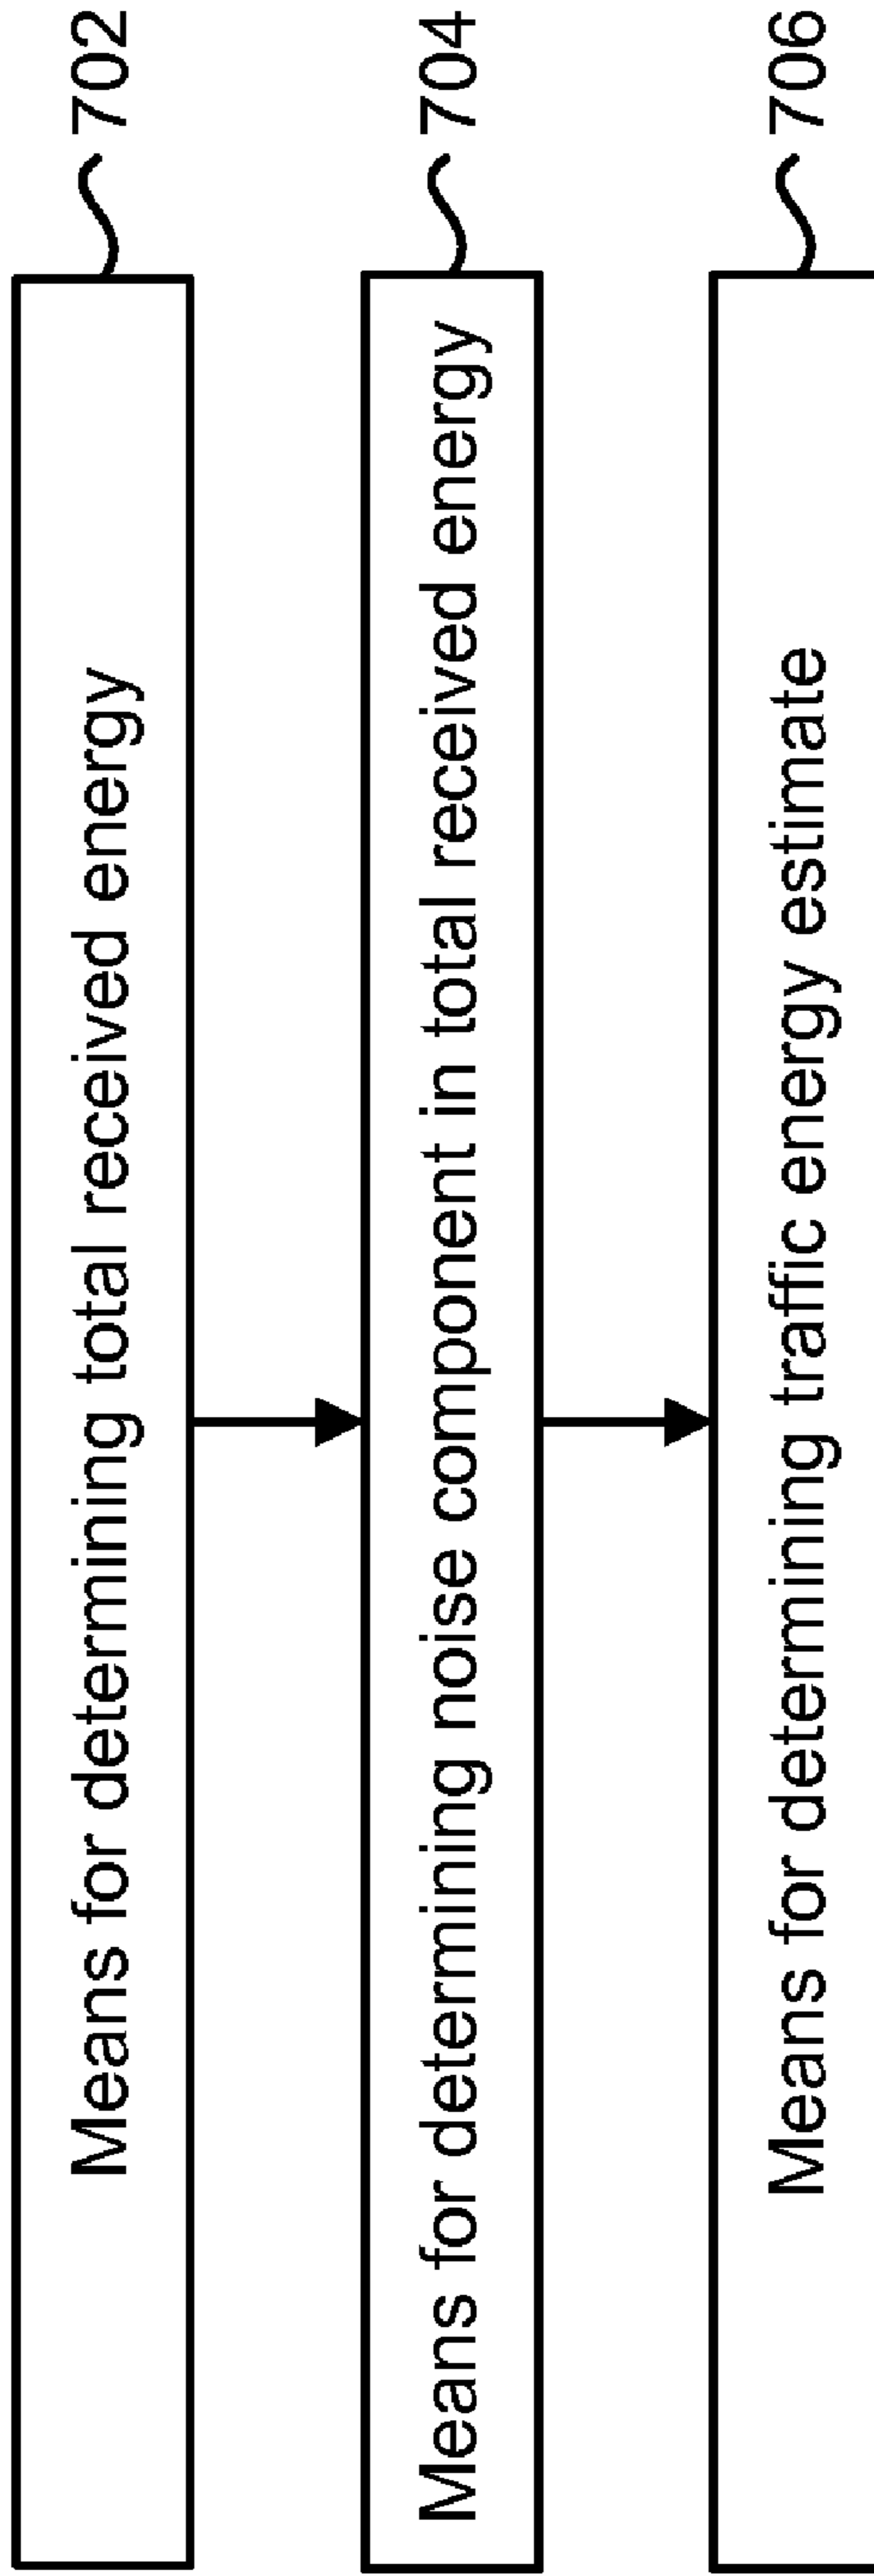 Means for determining total received energy
702
Means for determining noise component in total received energy
704
Means for determining traffic energy estimate
706